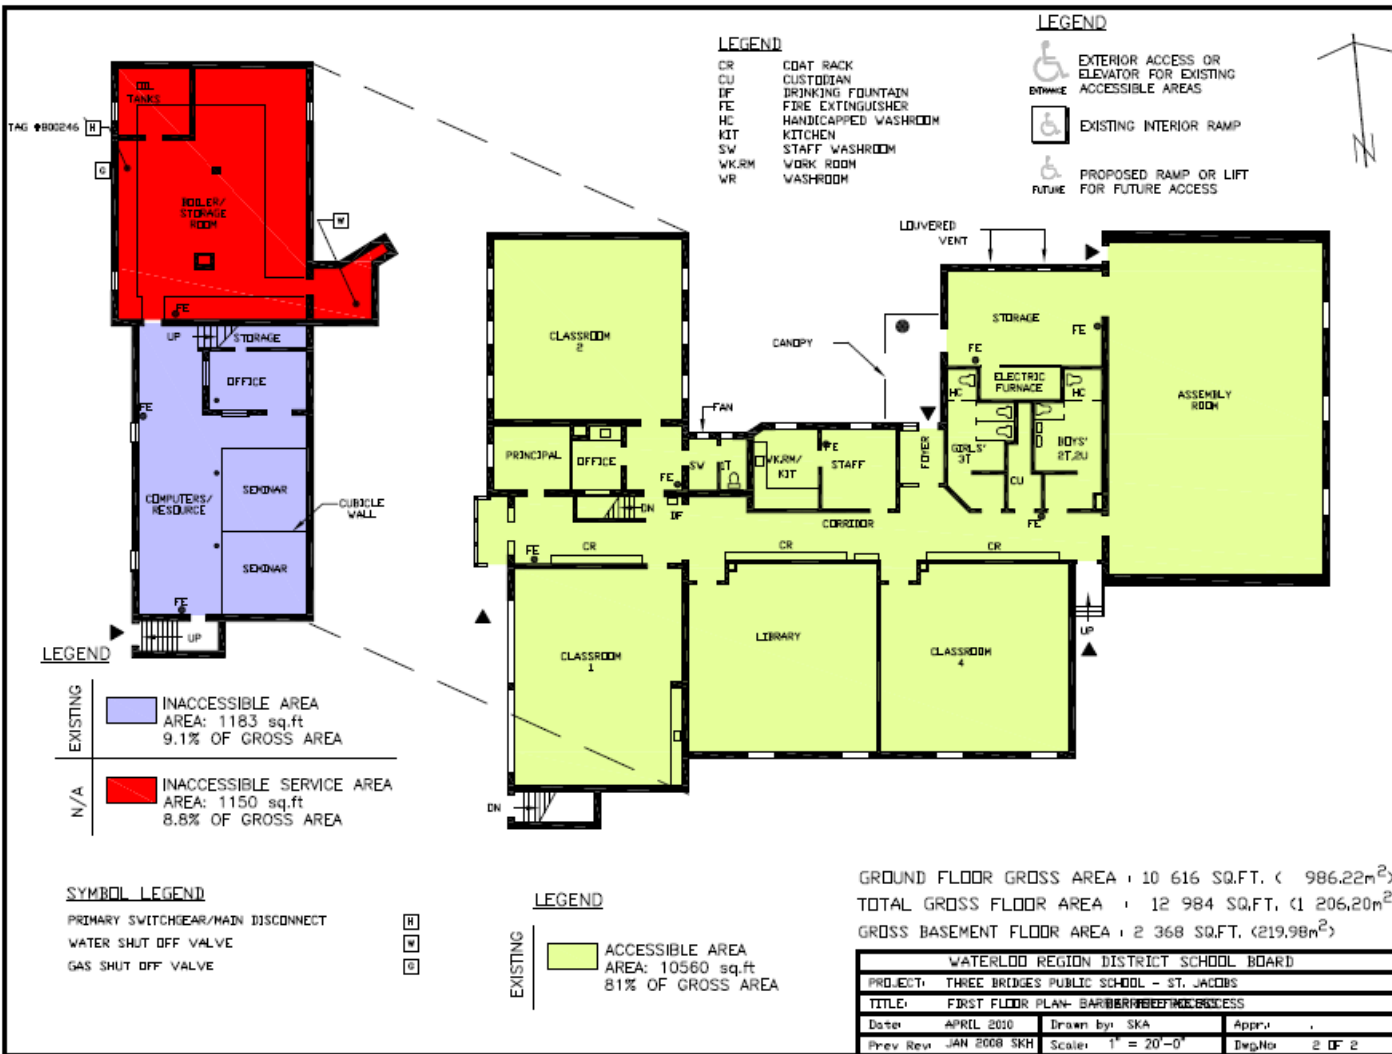 LEGEND
CR COAT RACK
CU CUSTODIAN
DF DRINKING FOUNTAIN
FE FIRE EXTINGUISHER
HC HANDICAPPED WASHROOM
KIT KITCHEN
SW STAFF WASHROOM
WK.RM WORK ROOM
WR WASHROOM
LEGEND
ENTRANCE
EXTERIOR ACCESS OR
ELEVATOR FOR EXISTING
ACCESSIBLE AREAS
EXISTING INTERIOR RAMP
FUTURE
PROPOSED RAMP OR LIFT
FOR FUTURE ACCESS
N
OIL
TANKS
TAG #B00246 H
G
BOILER/
STORAGE
ROOM
W
FE
UP
STORAGE
OFFICE
FE
SEMINAR
COMPUTERS/
RESOURCE
CUBICLE
WALL
SEMINAR
FE
UP
CLASSROOM
2
FAN
PRINCIPAL
OFFICE
FE
SW
1T
WK.RM/
KIT
FE
STAFF
FOYER
CANOPY
LOUVERED
VENT
STORAGE
FE
FE
ELECTRIC
FURNACE
HC
HC
GIRLS'
3T
BOYS'
2T,2U
CU
FE
ASSEMBLY
ROOM
DN
DF
CORRIDOR
FE
CR
CR
CR
CLASSROOM
1
LIBRARY
CLASSROOM
4
UP
DN
LEGEND
EXISTING
INACCESSIBLE AREA
AREA: 1183 sq.ft
9.1% OF GROSS AREA
N/A
INACCESSIBLE SERVICE AREA
AREA: 1150 sq.ft
8.8% OF GROSS AREA
SYMBOL LEGEND
PRIMARY SWITCHGEAR/MAIN DISCONNECT H
WATER SHUT OFF VALVE W
GAS SHUT OFF VALVE G
LEGEND
EXISTING
ACCESSIBLE AREA
AREA: 10560 sq.ft
81% OF GROSS AREA
GROUND FLOOR GROSS AREA : 10 616 SQ.FT. ( 986.22m²)
TOTAL GROSS FLOOR AREA : 12 984 SQ.FT. (1 206.20m²
GROSS BASEMENT FLOOR AREA : 2 368 SQ.FT. (219.98m²)
WATERLOO REGION DISTRICT SCHOOL BOARD
PROJECT: THREE BRIDGES PUBLIC SCHOOL - ST. JACOBS
TITLE: FIRST FLOOR PLAN-
Date: APRIL 2010 Drawn by: SKA Appr.: .
Prev Rev: JAN 2008 SKH Scale: 1" = 20'-0" Dwg.No: 2 OF 2